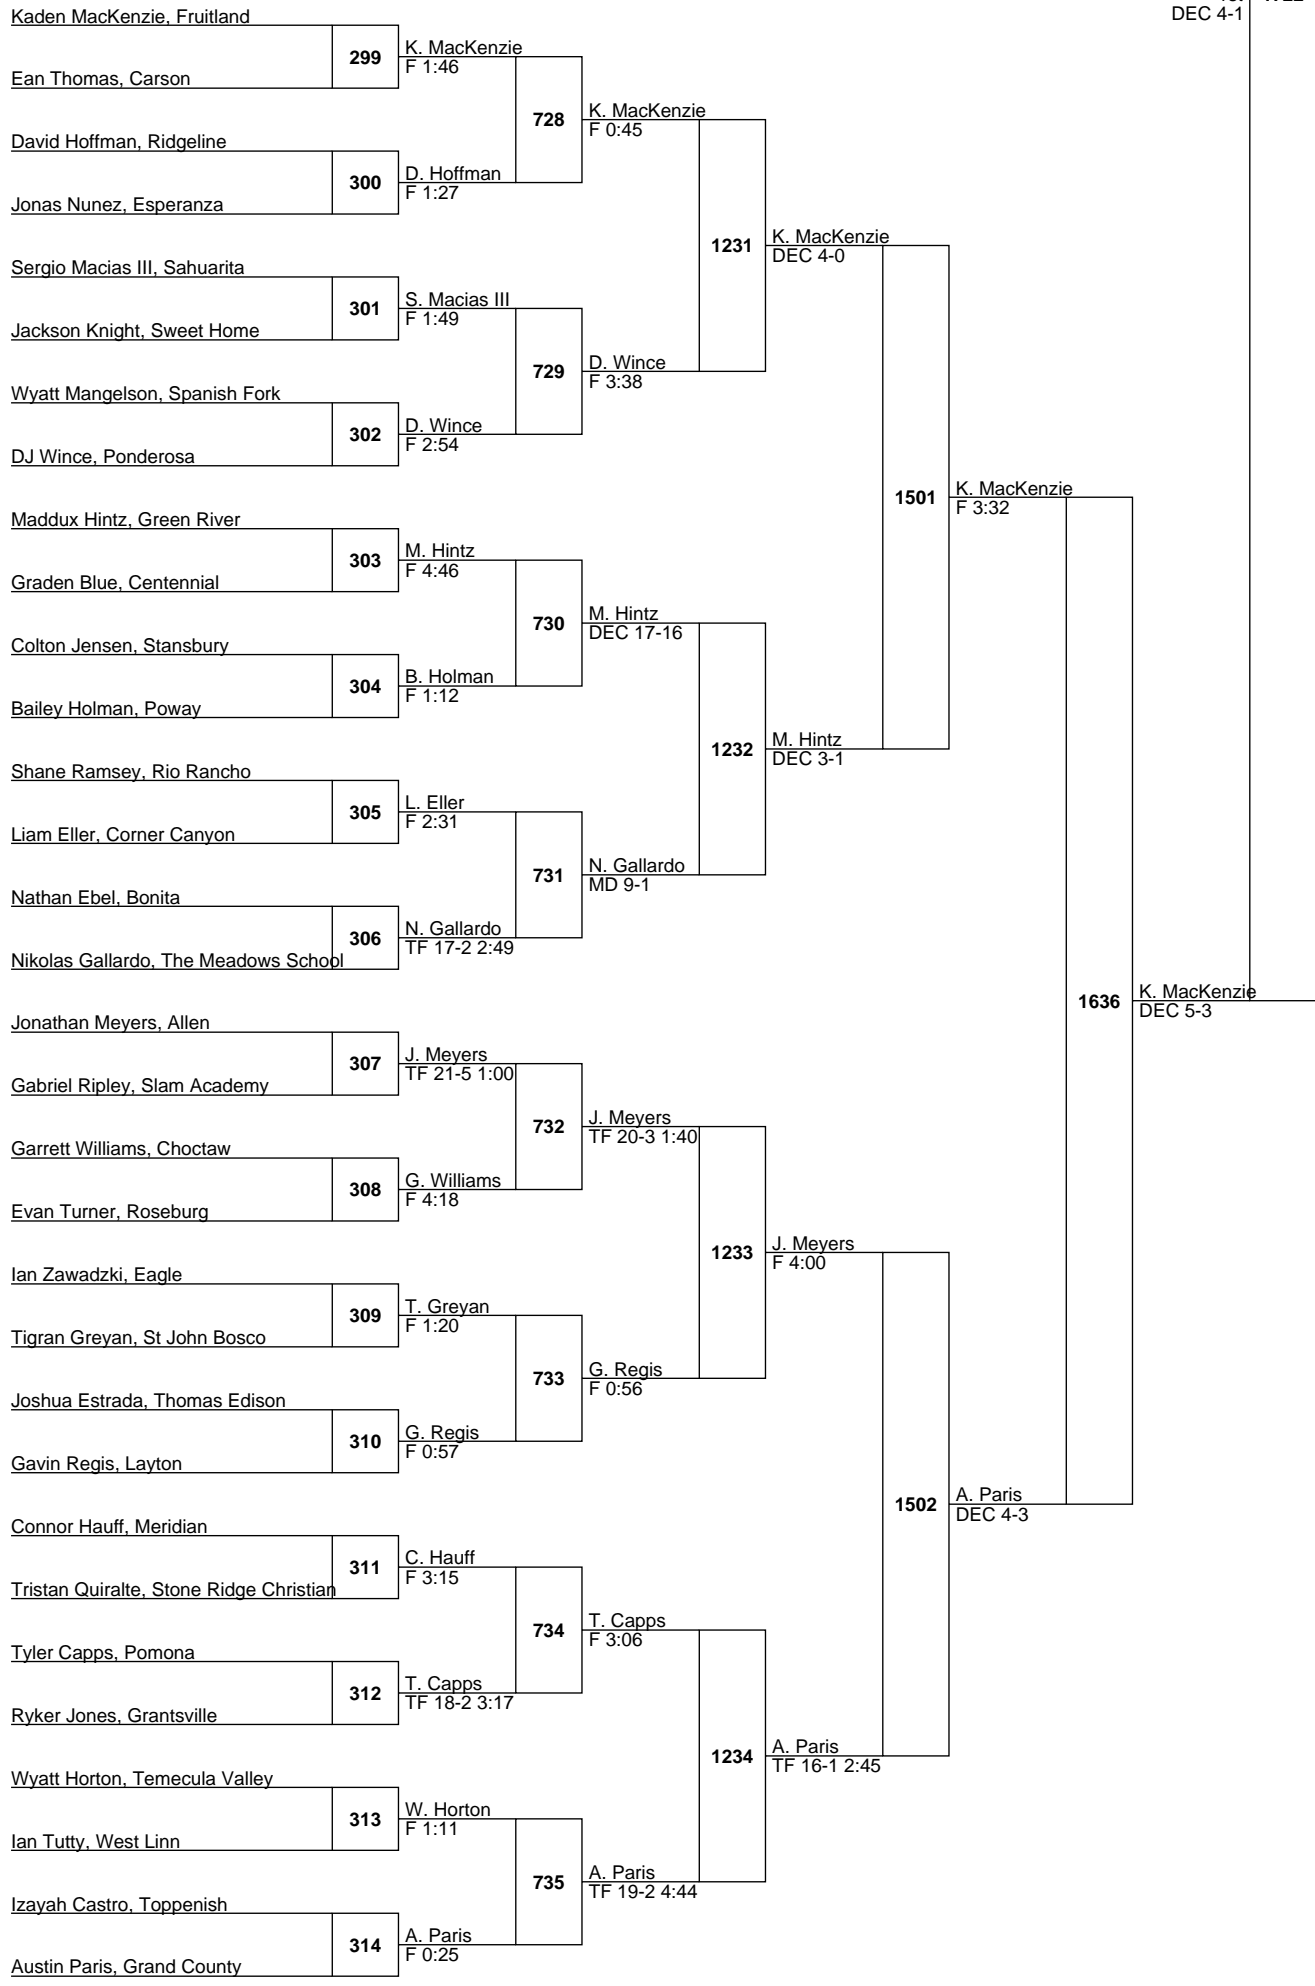 DEC 4-1
Kaden MacKenzie, Fruitland
299
K. MacKenzie
F 1:46
Ean Thomas, Carson
728
K. MacKenzie
F 0:45
David Hoffman, Ridgeline
300
D. Hoffman
F 1:27
Jonas Nunez, Esperanza
1231
K. MacKenzie
DEC 4-0
Sergio Macias III, Sahuarita
301
S. Macias III
F 1:49
Jackson Knight, Sweet Home
729
D. Wince
F 3:38
Wyatt Mangelson, Spanish Fork
302
D. Wince
F 2:54
DJ Wince, Ponderosa
1501
K. MacKenzie
F 3:32
Maddux Hintz, Green River
303
M. Hintz
F 4:46
Graden Blue, Centennial
730
M. Hintz
DEC 17-16
Colton Jensen, Stansbury
304
B. Holman
F 1:12
Bailey Holman, Poway
1232
M. Hintz
DEC 3-1
Shane Ramsey, Rio Rancho
305
L. Eller
F 2:31
Liam Eller, Corner Canyon
731
N. Gallardo
MD 9-1
Nathan Ebel, Bonita
306
N. Gallardo
TF 17-2 2:49
Nikolas Gallardo, The Meadows School
1636
K. MacKenzie
DEC 5-3
Jonathan Meyers, Allen
307
J. Meyers
TF 21-5 1:00
Gabriel Ripley, Slam Academy
732
J. Meyers
TF 20-3 1:40
Garrett Williams, Choctaw
308
G. Williams
F 4:18
Evan Turner, Roseburg
1233
J. Meyers
F 4:00
Ian Zawadzki, Eagle
309
T. Greyan
F 1:20
Tigran Greyan, St John Bosco
733
G. Regis
F 0:56
Joshua Estrada, Thomas Edison
310
G. Regis
F 0:57
Gavin Regis, Layton
1502
A. Paris
DEC 4-3
Connor Hauff, Meridian
311
C. Hauff
F 3:15
Tristan Quiralte, Stone Ridge Christian
734
T. Capps
F 3:06
Tyler Capps, Pomona
312
T. Capps
TF 18-2 3:17
Ryker Jones, Grantsville
1234
A. Paris
TF 16-1 2:45
Wyatt Horton, Temecula Valley
313
W. Horton
F 1:11
Ian Tutty, West Linn
735
A. Paris
TF 19-2 4:44
Izayah Castro, Toppenish
314
A. Paris
F 0:25
Austin Paris, Grand County